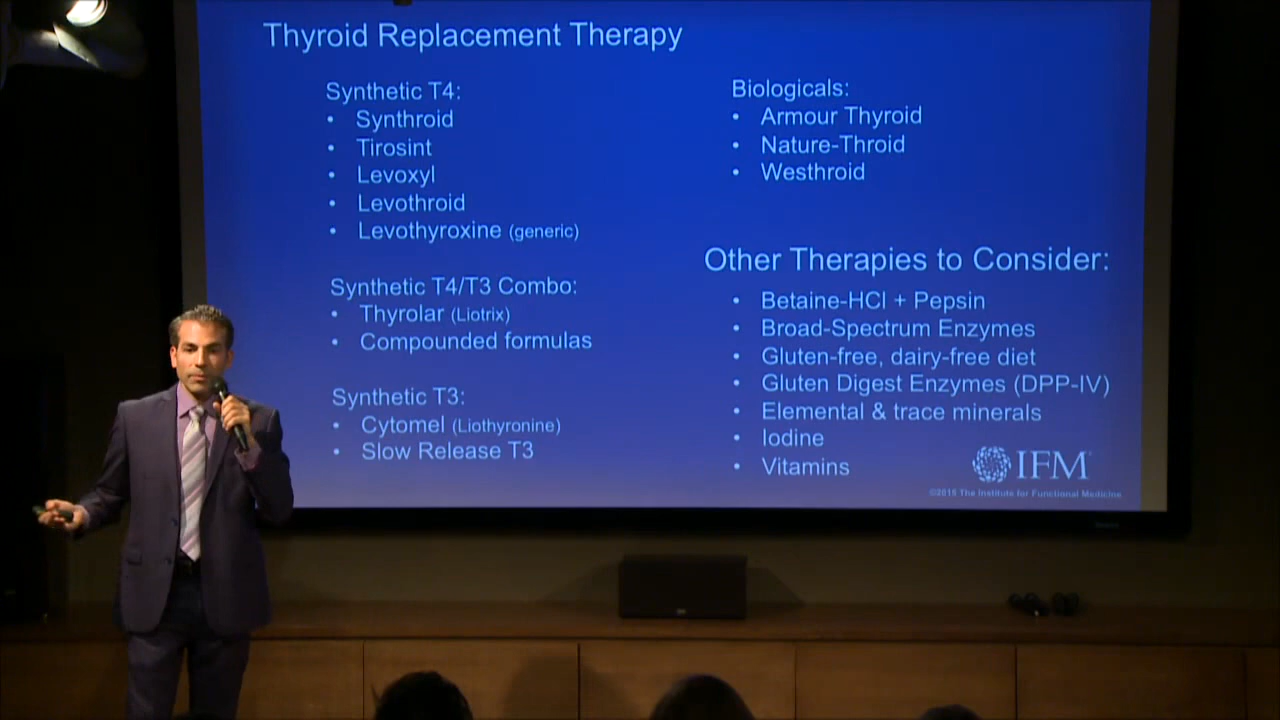 Thyroid Replacement Therapy
Synthetic T4:
• Synthroid
• Tirosint
• Levoxyl
• Levothroid
• Levothyroxine (generic)
Synthetic T4/T3 Combo:
• Thyrolar (Liotrix)
• Compounded formulas
Synthetic T3:
• Cytomel (Liothyronine)
• Slow Release T3
Biologicals:
• Armour Thyroid
• Nature-Throid
• Westhroid
Other Therapies to Consider:
• Betaine-HCl + Pepsin
• Broad-Spectrum Enzymes
• Gluten-free, dairy-free diet
• Gluten Digest Enzymes (DPP-IV)
• Elemental & trace minerals
• Iodine
• Vitamins
IFM
©2015 The Institute for Functional Medicine